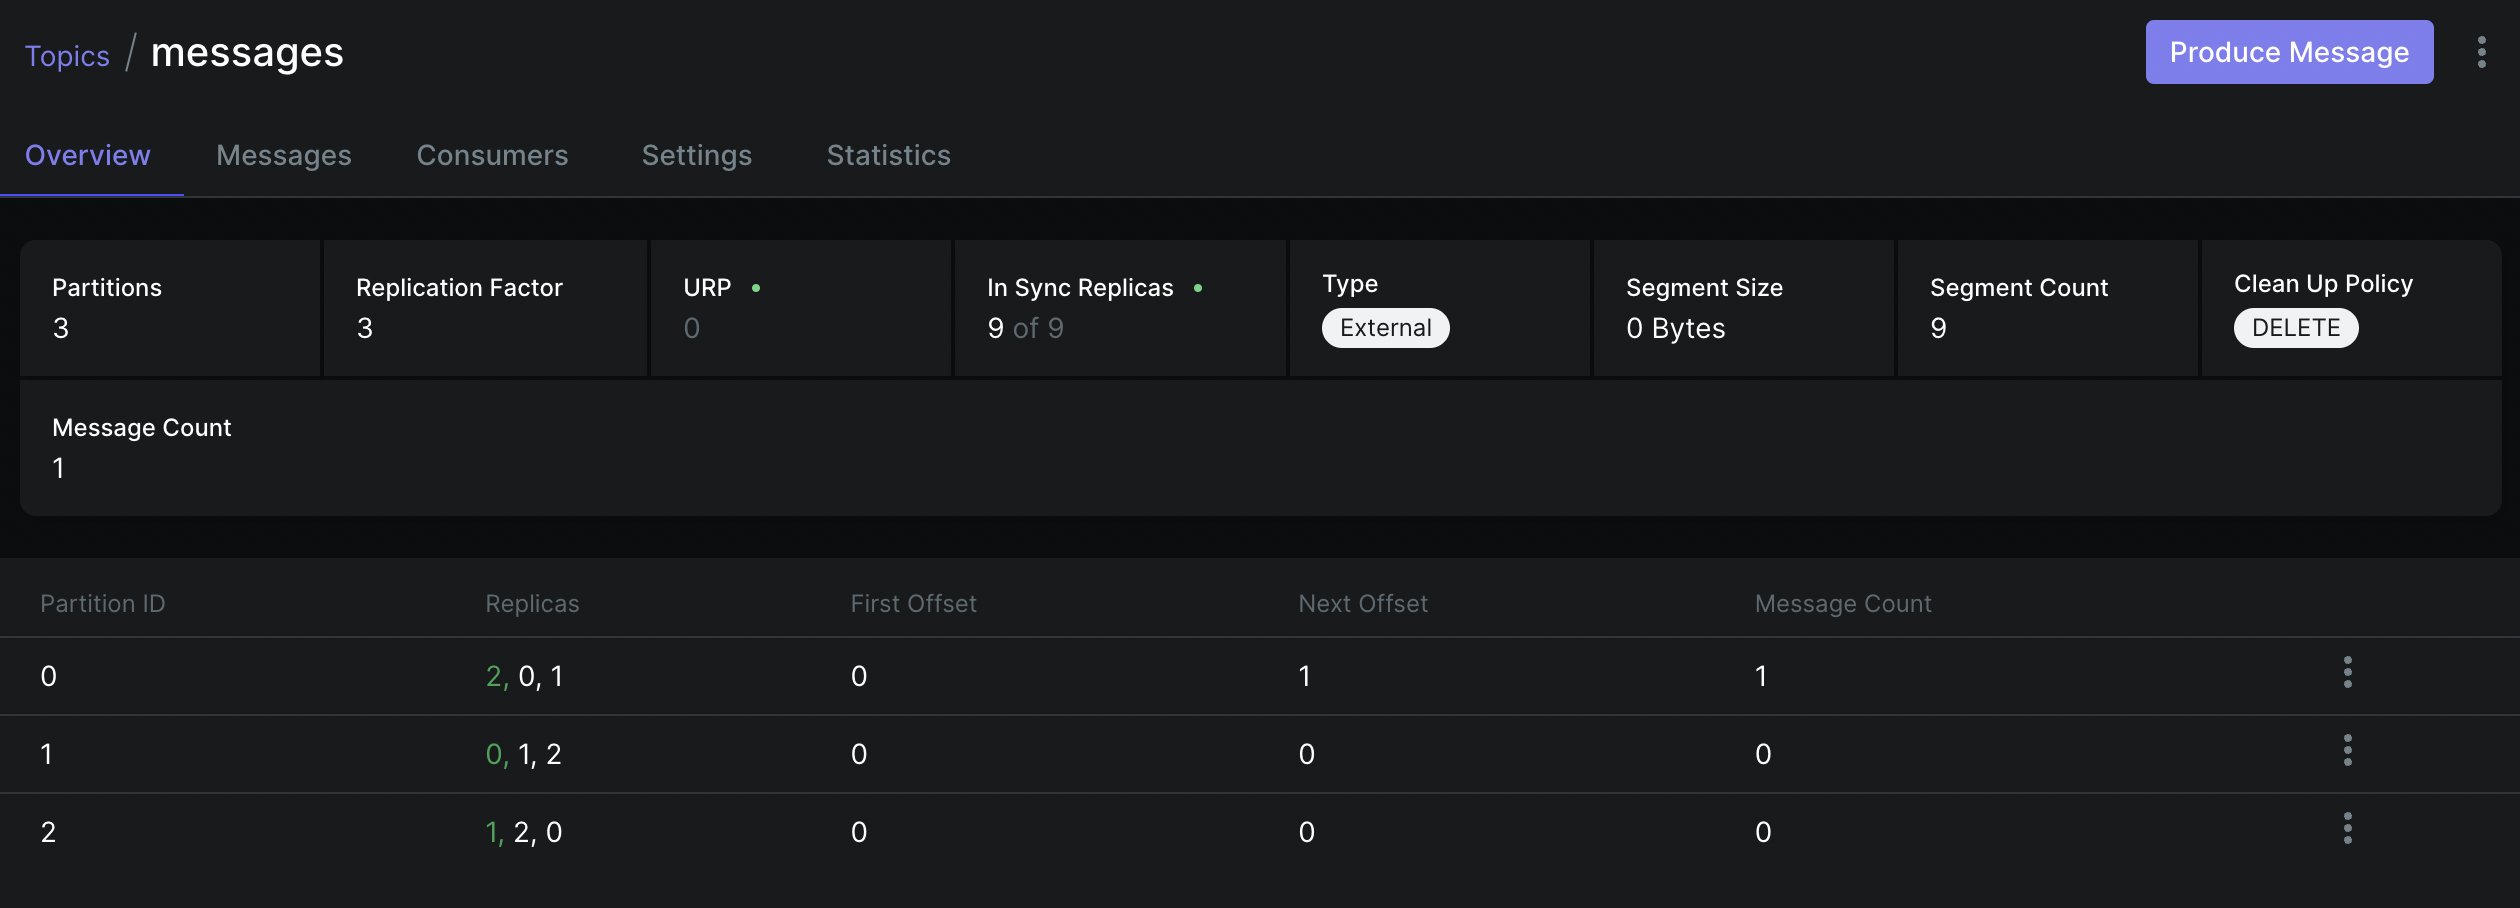 Topics / messages
Produce Message
Overview Messages Consumers Settings Statistics
Partitions Replication Factor URP In Sync Replicas Type Segment Size Segment Count Clean Up Policy
3 3 0 9 of 9 External 0 Bytes 9 DELETE
Message Count
1
Partition ID Replicas First Offset Next Offset Message Count
0 2, 0, 1 0 1 1
1 0, 1, 2 0 0 0
2 1, 2, 0 0 0 0